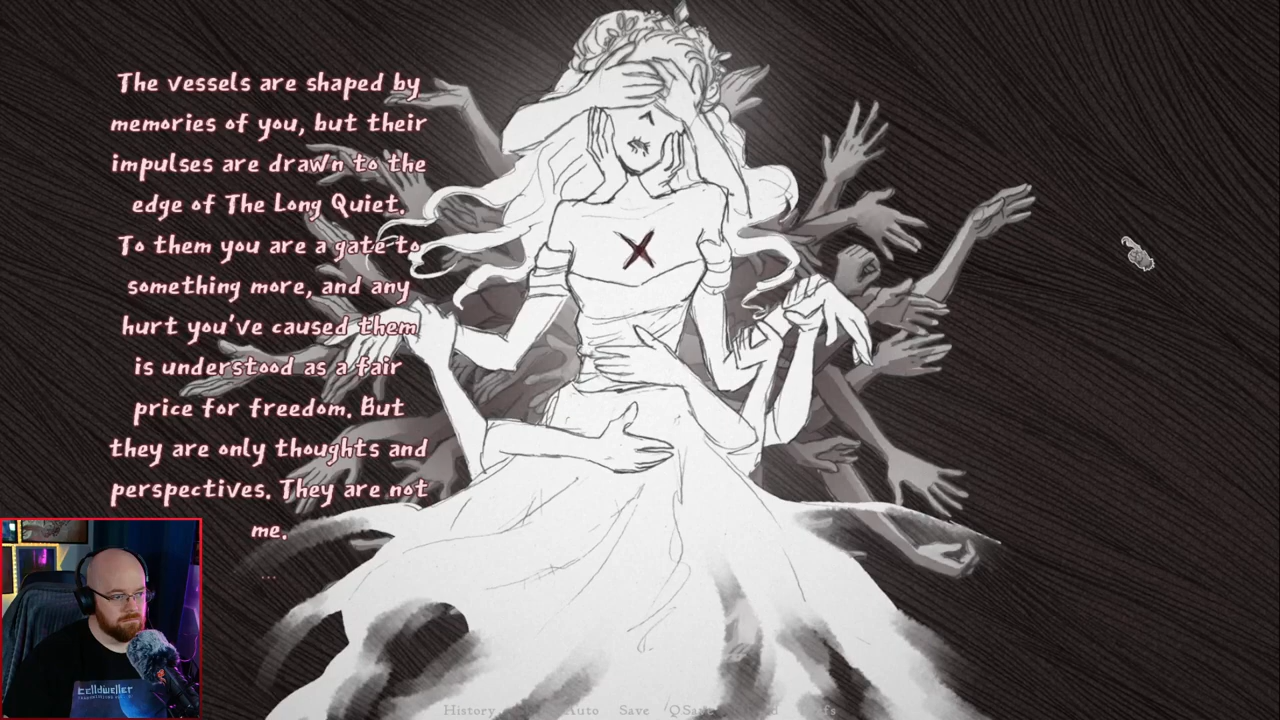 The vessels are shaped by
memories of you, but their
impulses are drawn to the
edge of The Long Quiet.
To them you are a gate to
something more, and any
hurt you've caused them
is understood as a fair
price for freedom. But
they are only thoughts and
perspectives. They are not
me.
...
celldweller
History Auto Save QSave